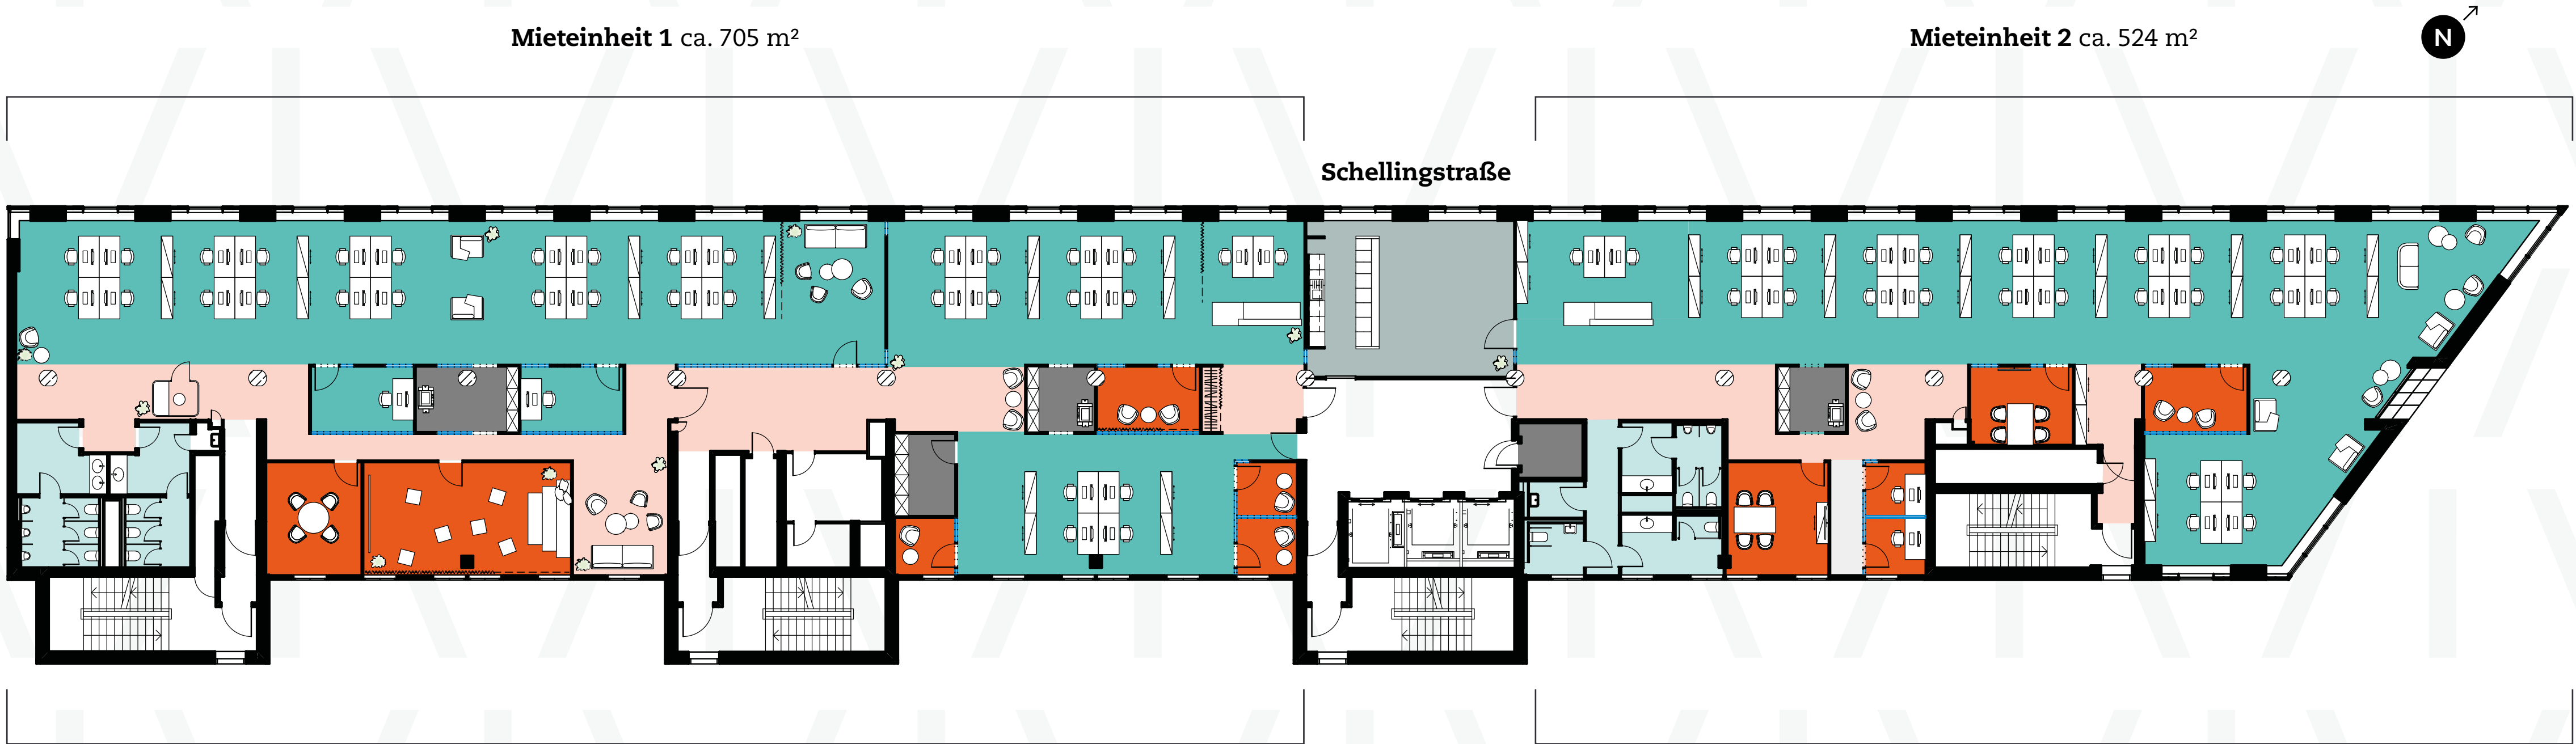 Mieteinheit 1 ca. 705 m²
Mieteinheit 2 ca. 524 m²
N
Schellingstraße